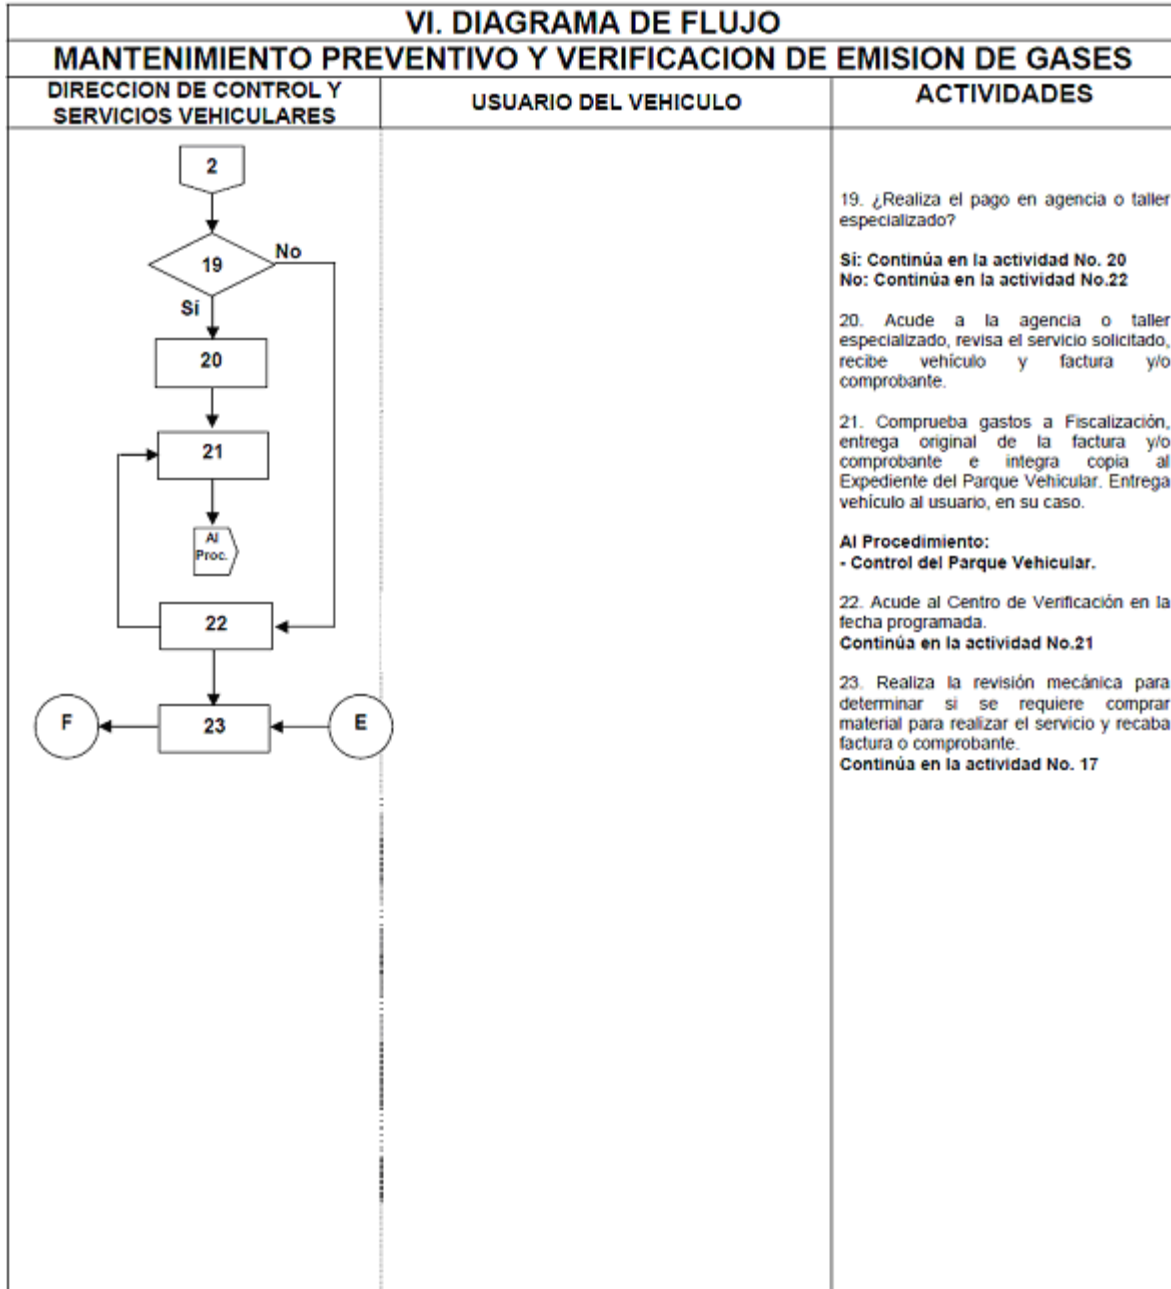 VI. DIAGRAMA DE FLUJO
MANTENIMIENTO PREVENTIVO Y VERIFICACION DE EMISION DE GASES
DIRECCION DE CONTROL Y
SERVICIOS VEHICULARES
USUARIO DEL VEHICULO
ACTIVIDADES
2
19
No
Sí
20
21
Al
Proc.
22
F
23
E
19. ¿Realiza el pago en agencia o taller
especializado?
Sí: Continúa en la actividad No. 20
No: Continúa en la actividad No.22
20. Acude a la agencia o taller
especializado, revisa el servicio solicitado,
recibe vehículo y factura y/o
comprobante.
21. Comprueba gastos a Fiscalización,
entrega original de la factura y/o
comprobante e integra copia al
Expediente del Parque Vehicular. Entrega
vehículo al usuario, en su caso.
Al Procedimiento:
- Control del Parque Vehicular.
22. Acude al Centro de Verificación en la
fecha programada.
Continúa en la actividad No.21
23. Realiza la revisión mecánica para
determinar si se requiere comprar
material para realizar el servicio y recaba
factura o comprobante.
Continúa en la actividad No. 17